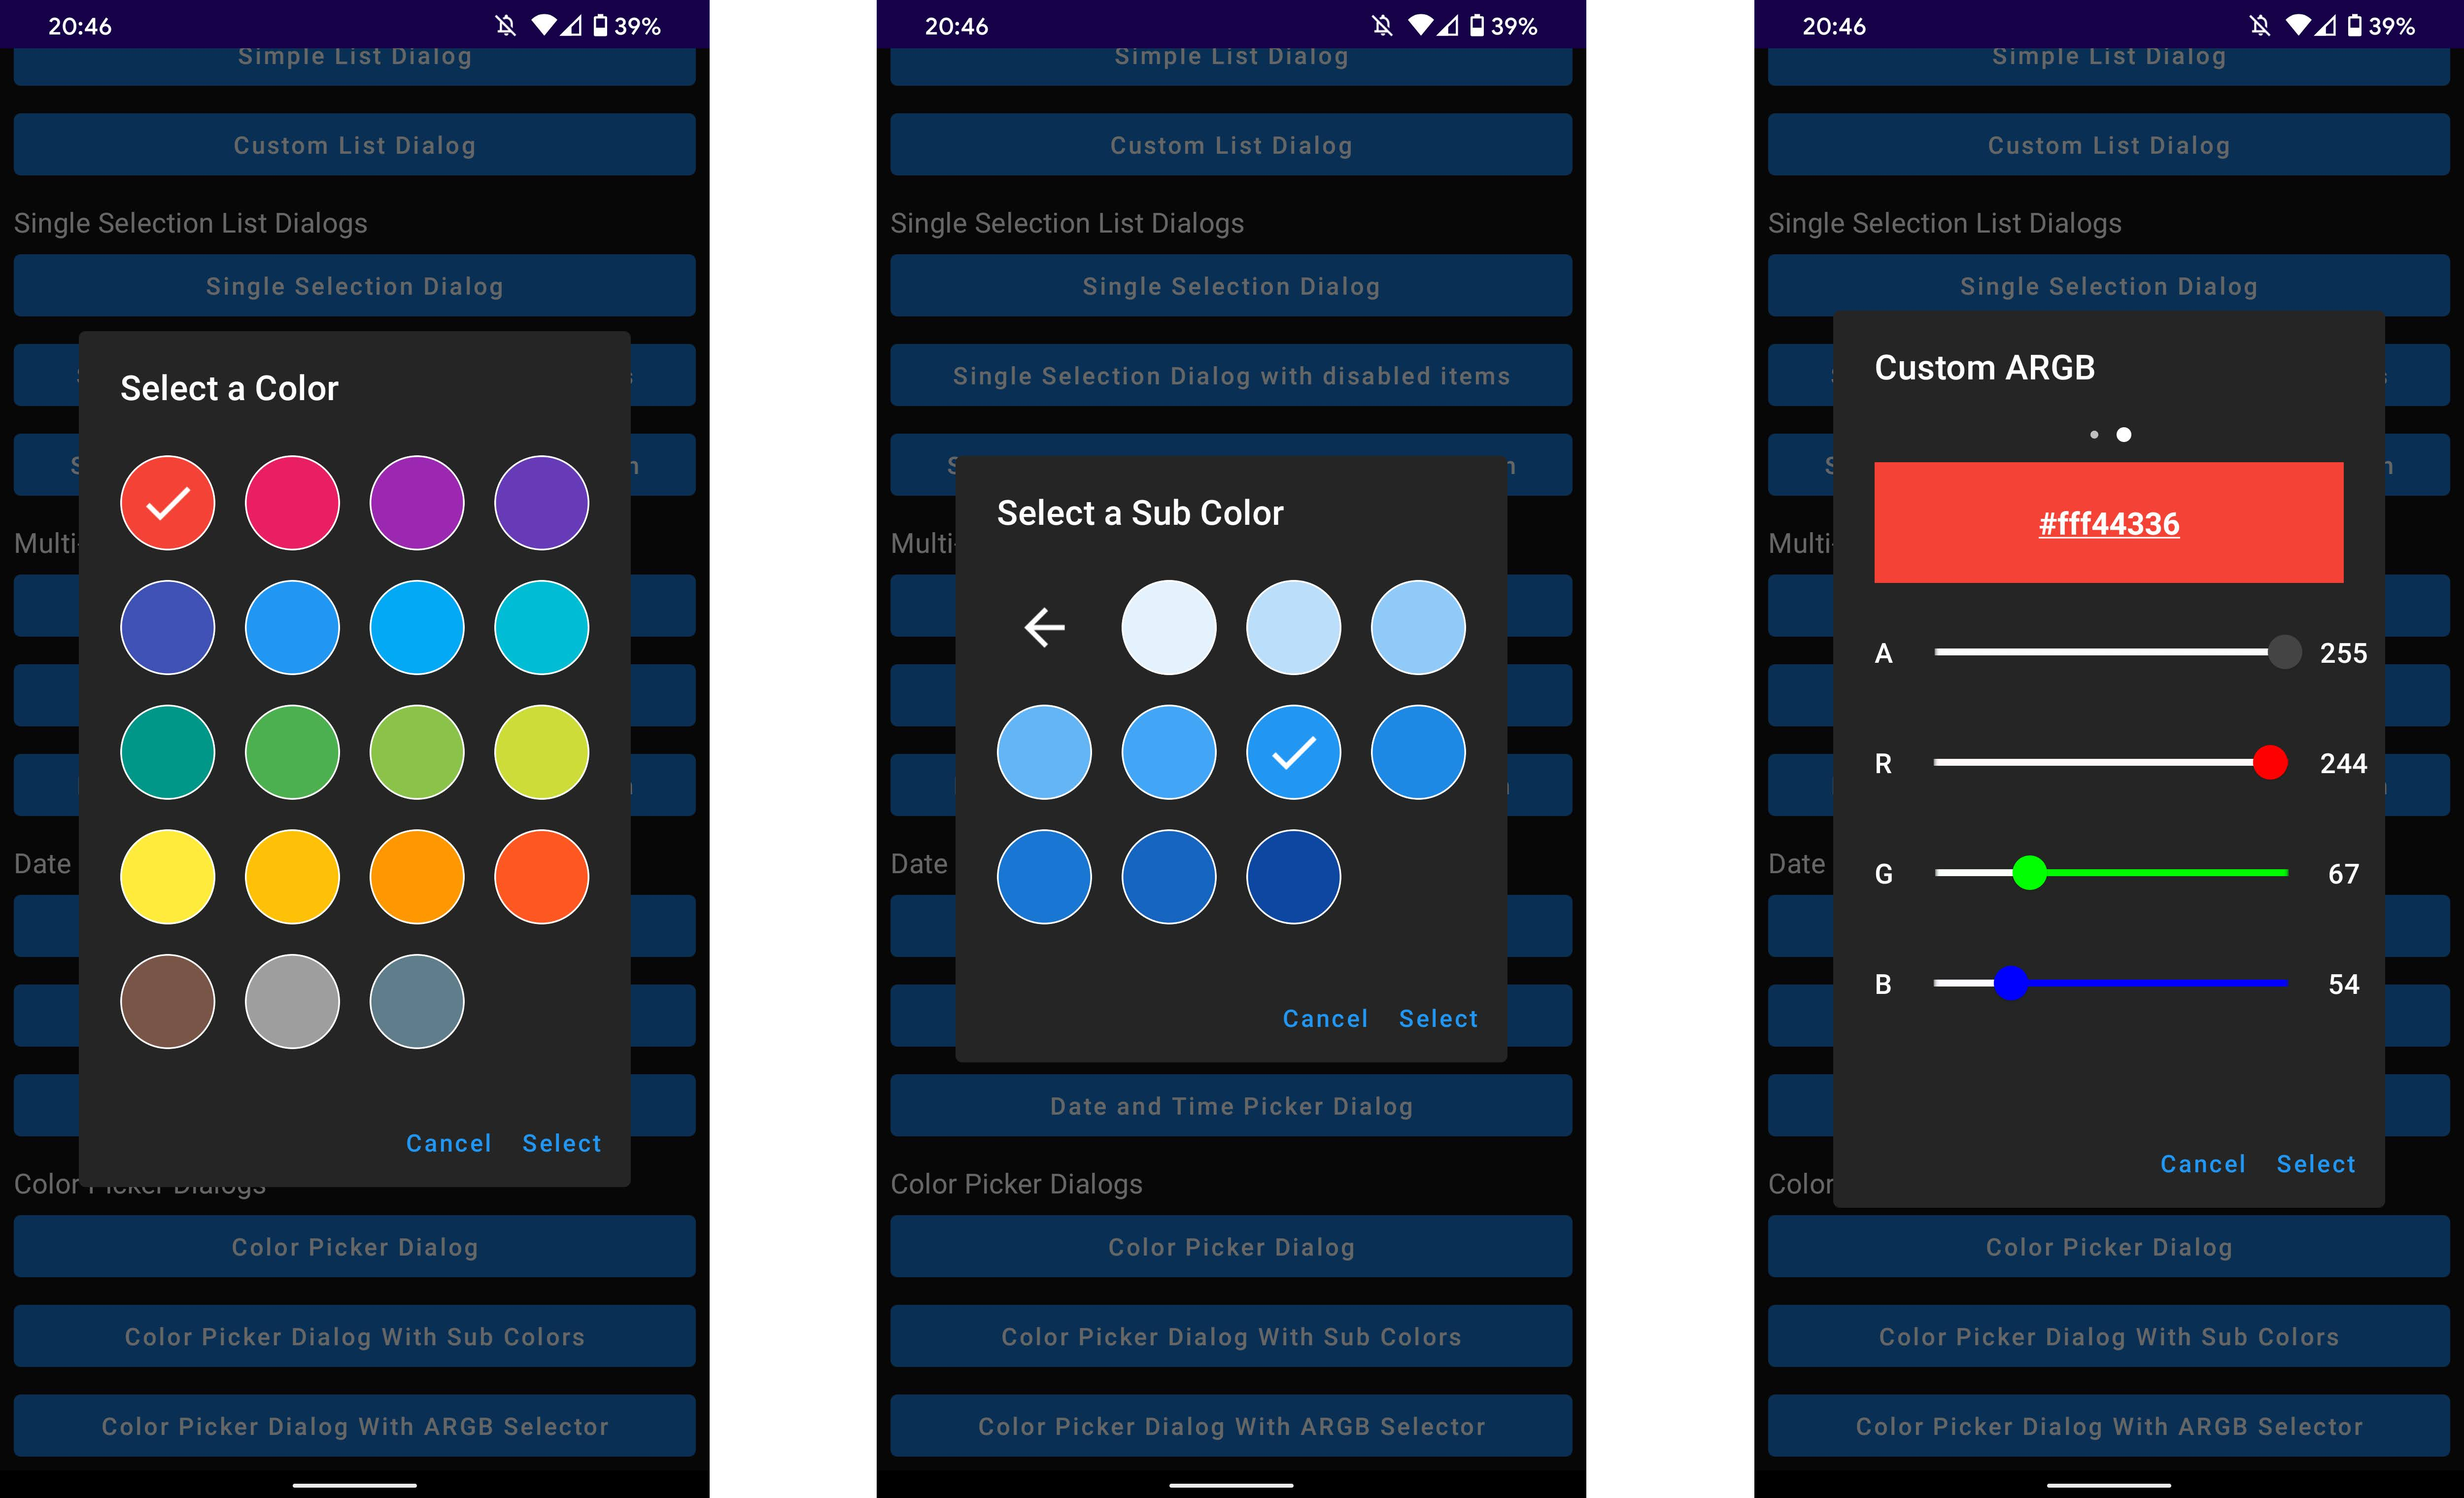 20:46
39%
Simple List Dialog
Custom List Dialog
Single Selection List Dialogs
Single Selection Dialog
Select a Color
Multi-
Date
Cancel Select
Color Picker Dialogs
Color Picker Dialog
Color Picker Dialog With Sub Colors
Color Picker Dialog With ARGB Selector
20:46
39%
Simple List Dialog
Custom List Dialog
Single Selection List Dialogs
Single Selection Dialog
Single Selection Dialog with disabled items
Select a Sub Color
Multi-
Date
Cancel Select
Date and Time Picker Dialog
Color Picker Dialogs
Color Picker Dialog
Color Picker Dialog With Sub Colors
Color Picker Dialog With ARGB Selector
20:46
39%
Simple List Dialog
Custom List Dialog
Single Selection List Dialogs
Single Selection Dialog
Custom ARGB
#fff44336
Multi-
A 255
R 244
G 67
Date
B 54
Cancel Select
Color
Color Picker Dialog
Color Picker Dialog With Sub Colors
Color Picker Dialog With ARGB Selector